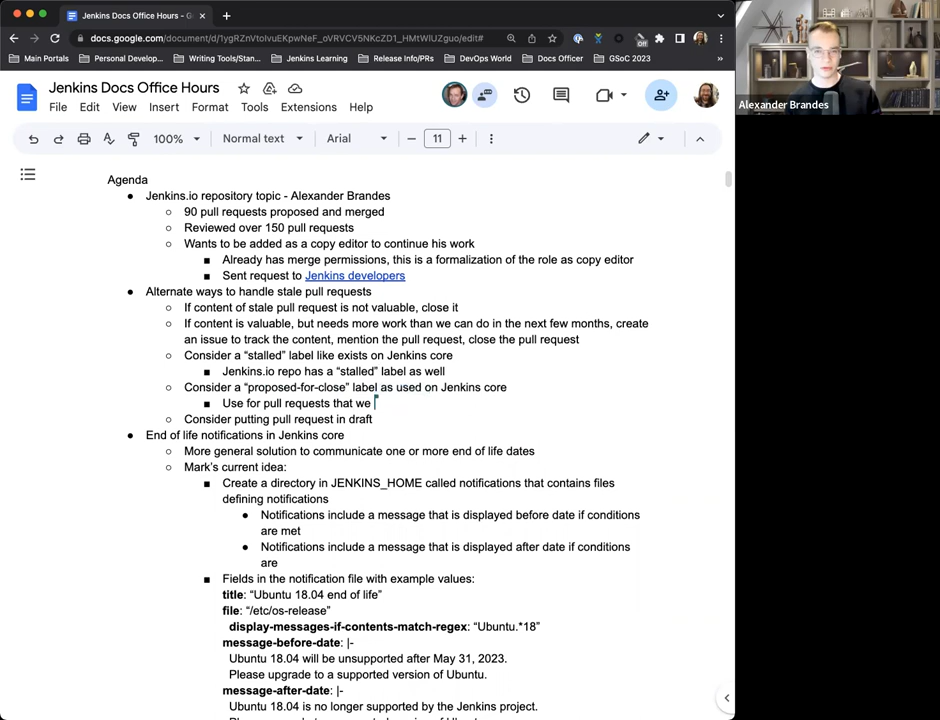 Jenkins Docs Office Hours - G
docs.google.com/document/d/1ygRZnVtoIvuEKpwNeF_oVRVCV5NKcZD1_HMtWIUZguo/edit#
Main Portals
Personal Develop...
Writing Tools/Stan...
Jenkins Learning
Release Info/PRs
DevOps World
Docs Officer
GSoC 2023
»
Off
Jenkins Docs Office Hours
File Edit View Insert Format Tools Extensions Help
100% Normal text Arial 11
Agenda
Jenkins.io repository topic - Alexander Brandes
90 pull requests proposed and merged
Reviewed over 150 pull requests
Wants to be added as a copy editor to continue his work
Already has merge permissions, this is a formalization of the role as copy editor
Sent request to Jenkins developers
Alternate ways to handle stale pull requests
If content of stale pull request is not valuable, close it
If content is valuable, but needs more work than we can do in the next few months, create
an issue to track the content, mention the pull request, close the pull request
Consider a “stalled” label like exists on Jenkins core
Jenkins.io repo has a “stalled” label as well
Consider a “proposed-for-close” label as used on Jenkins core
Use for pull requests that we
Consider putting pull request in draft
End of life notifications in Jenkins core
More general solution to communicate one or more end of life dates
Mark’s current idea:
Create a directory in JENKINS_HOME called notifications that contains files
defining notifications
Notifications include a message that is displayed before date if conditions
are met
Notifications include a message that is displayed after date if conditions
are
Fields in the notification file with example values:
title: “Ubuntu 18.04 end of life”
file: “/etc/os-release”
display-messages-if-contents-match-regex: “Ubuntu.*18”
message-before-date: |-
Ubuntu 18.04 will be unsupported after May 31, 2023.
Please upgrade to a supported version of Ubuntu.
message-after-date: |-
Ubuntu 18.04 is no longer supported by the Jenkins project.
Alexander Brandes